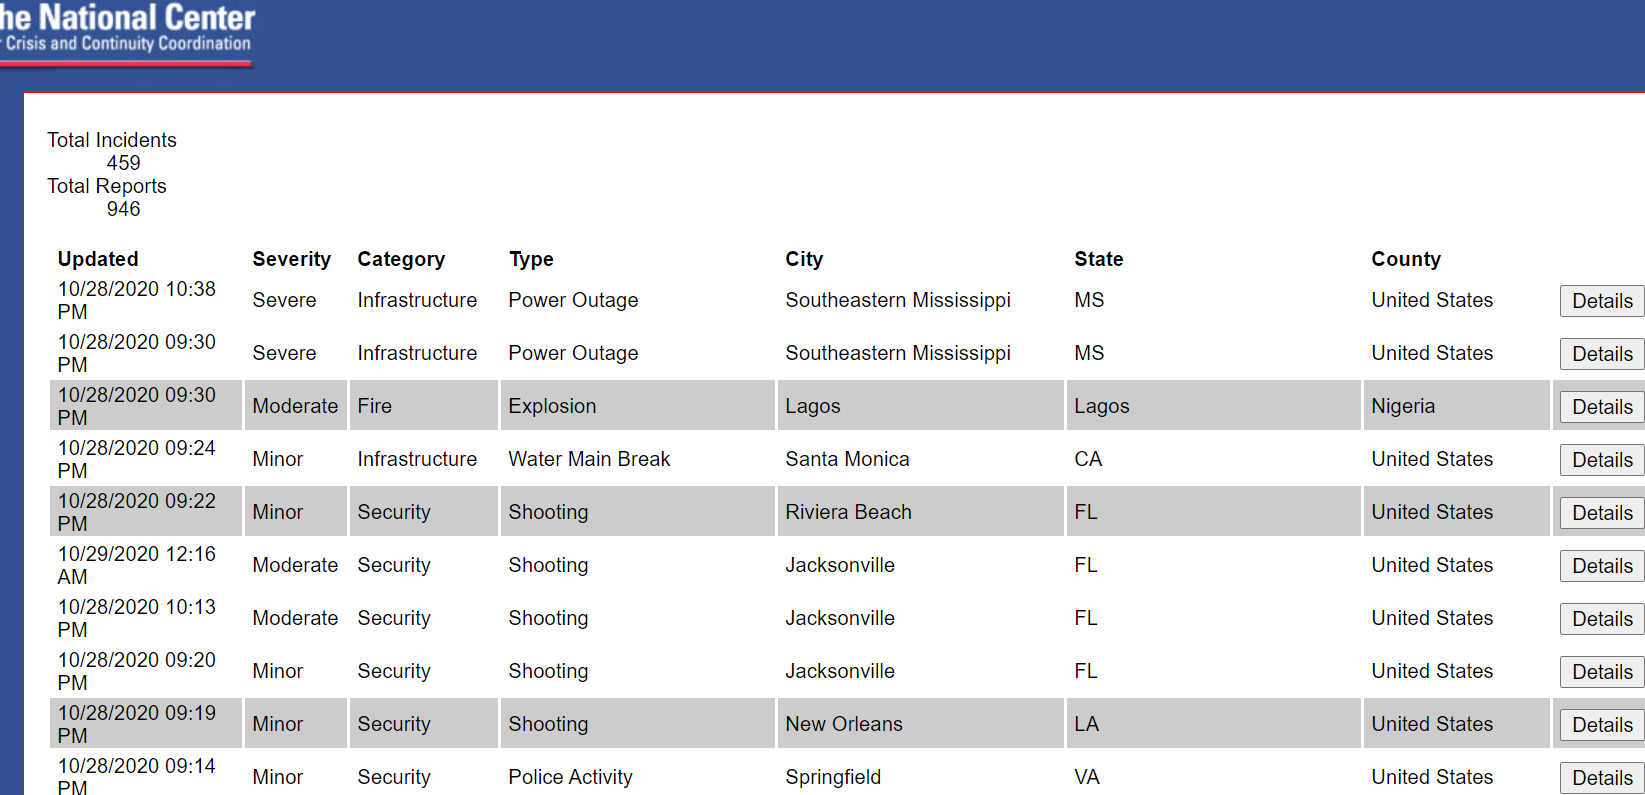 he National Center
r Crisis and Continuity Coordination
Total Incidents
459
Total Reports
946
Updated Severity Category Type City State County
10/28/2020 10:38 PM Severe Infrastructure Power Outage Southeastern Mississippi MS United States Details
10/28/2020 09:30 PM Severe Infrastructure Power Outage Southeastern Mississippi MS United States Details
10/28/2020 09:30 PM Moderate Fire Explosion Lagos Lagos Nigeria Details
10/28/2020 09:24 PM Minor Infrastructure Water Main Break Santa Monica CA United States Details
10/28/2020 09:22 PM Minor Security Shooting Riviera Beach FL United States Details
10/29/2020 12:16 AM Moderate Security Shooting Jacksonville FL United States Details
10/28/2020 10:13 PM Moderate Security Shooting Jacksonville FL United States Details
10/28/2020 09:20 PM Minor Security Shooting Jacksonville FL United States Details
10/28/2020 09:19 PM Minor Security Shooting New Orleans LA United States Details
10/28/2020 09:14 PM Minor Security Police Activity Springfield VA United States Details